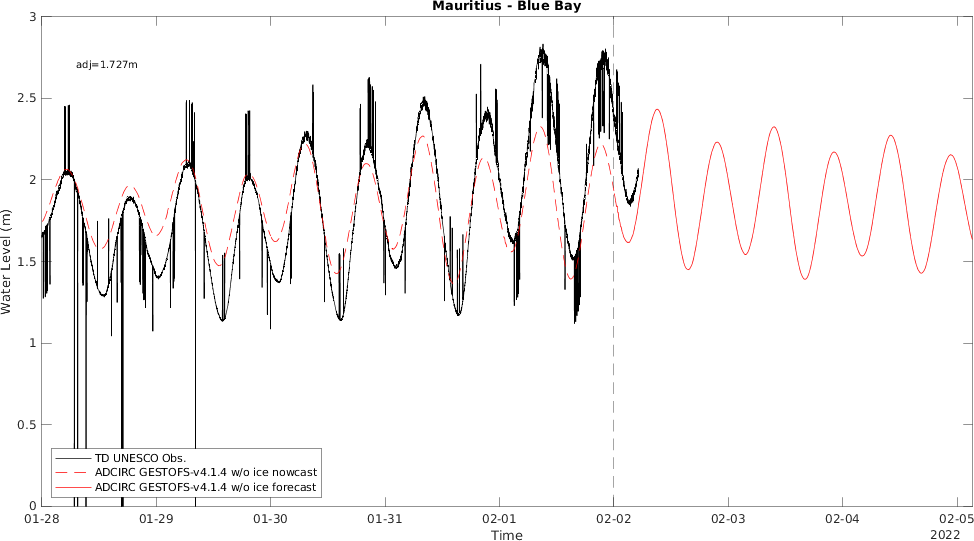 Mauritius - Blue Bay
adj=1.727m
3
2.5
2
1.5
1
0.5
0
Water Level (m)
TD UNESCO Obs.
ADCIRC GESTOFS-v4.1.4 w/o ice nowcast
ADCIRC GESTOFS-v4.1.4 w/o ice forecast
01-28 01-29 01-30 01-31 02-01 02-02 02-03 02-04 02-05
Time
2022